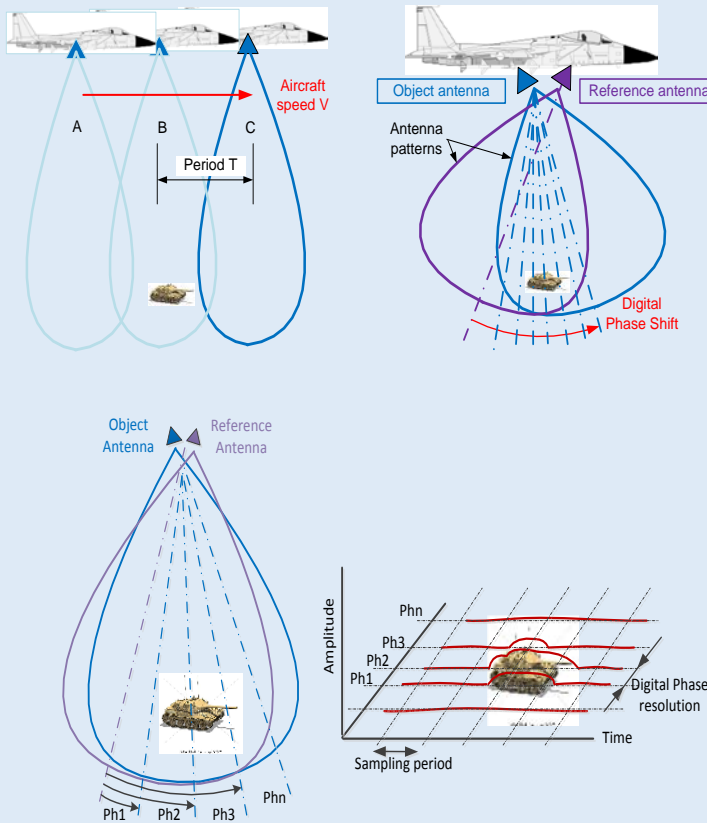 Aircraft
speed V
A
B
C
Period T
Object antenna
Reference antenna
Antenna
patterns
Digital
Phase Shift
Object
Antenna
Reference
Antenna
Ph1
Ph2
Ph3
Phn
Amplitude
Phn
Ph3
Ph2
Ph1
Digital Phase
resolution
Time
Sampling period